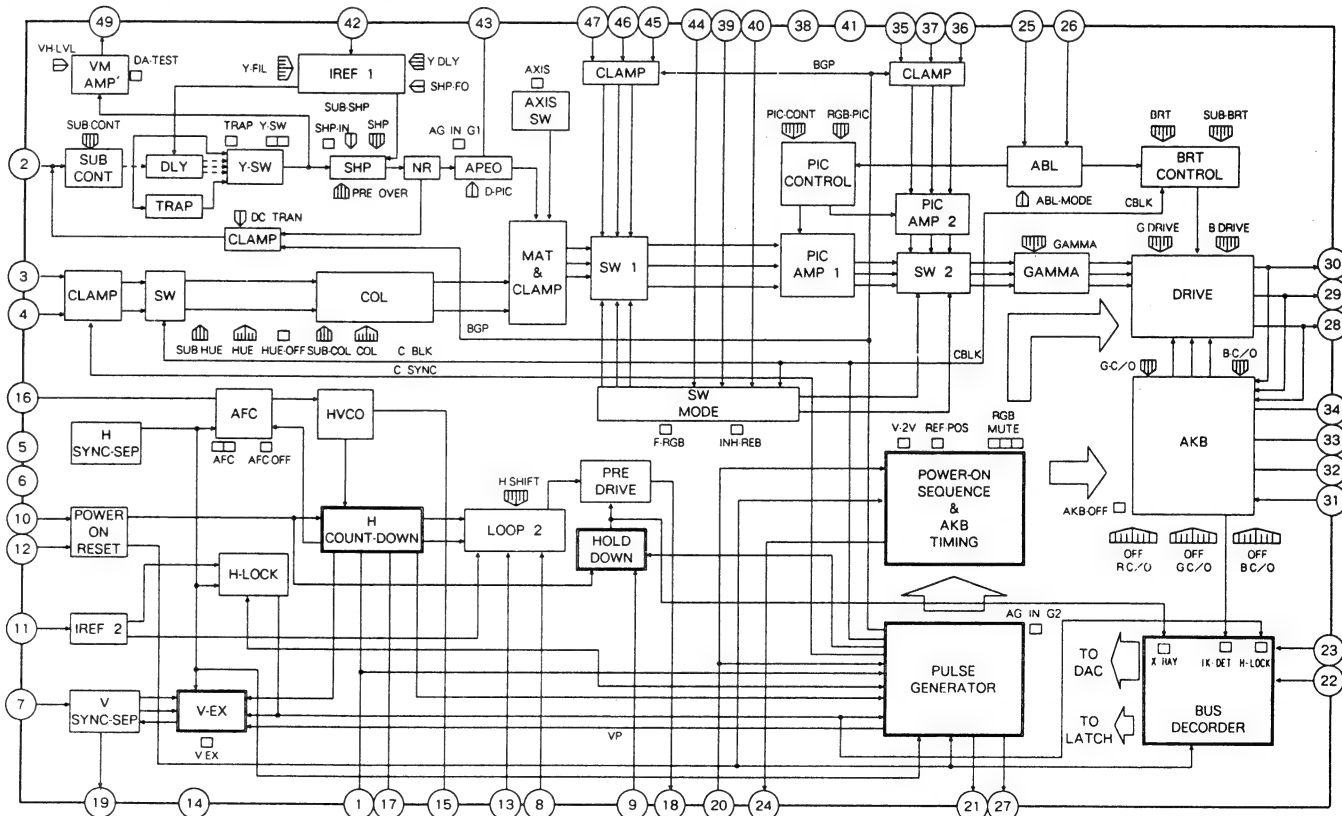 49
42
43
47
46
45
44
39
40
38
41
35
37
36
25
26
VH-LVL
VM
AMP'
DA-TEST
Y-FIL
IREF 1
Y DLY
SHP-FO
CLAMP
BGP
CLAMP
AXIS
AXIS
SW
SUB-SHP
SUB-CONT
TRAP Y-SW
SHP-IN
SHP
AG IN G1
PIC-CONT
RGB-PIC
BRT
SUB-BRT
2
SUB
CONT
DLY
Y-SW
SHP
NR
APEO
PIC
CONTROL
ABL
BRT
CONTROL
PRE OVER
D-PIC
ABL-MODE
CBLK
TRAP
DC TRAN
CLAMP
PIC
AMP 2
G DRIVE
B DRIVE
MAT
&
CLAMP
SW 1
PIC
AMP 1
SW 2
GAMMA
GAMMA
DRIVE
30
29
28
3
4
CLAMP
SW
COL
BGP
SUB-HUE
HUE
HUE-OFF
SUB-COL
COL
C BLK
CBLK
C SYNC
G-C/O
B-C/O
16
AFC
HVCO
SW
MODE
F-RGB
INH-REB
V-2V
REF-POS
RGB
MUTE
AKB
34
33
32
31
5
H
SYNC-SEP
AFC
AFC-OFF
6
H SHIFT
PRE
DRIVE
POWER-ON
SEQUENCE
&
AKB
TIMING
AKB-OFF
10
12
POWER
ON
RESET
H
COUNT-DOWN
LOOP 2
HOLD
DOWN
OFF
R C/O
OFF
G C/O
OFF
B C/O
H-LOCK
11
IREF 2
AG IN G2
PULSE
GENERATOR
TO
DAC
X RAY
IK-DET
H-LOCK
23
22
BUS
DECORDER
TO
LATCH
7
V
SYNC-SEP
V-EX
V EX
VP
19
14
1
17
15
13
8
9
18
20
24
21
27